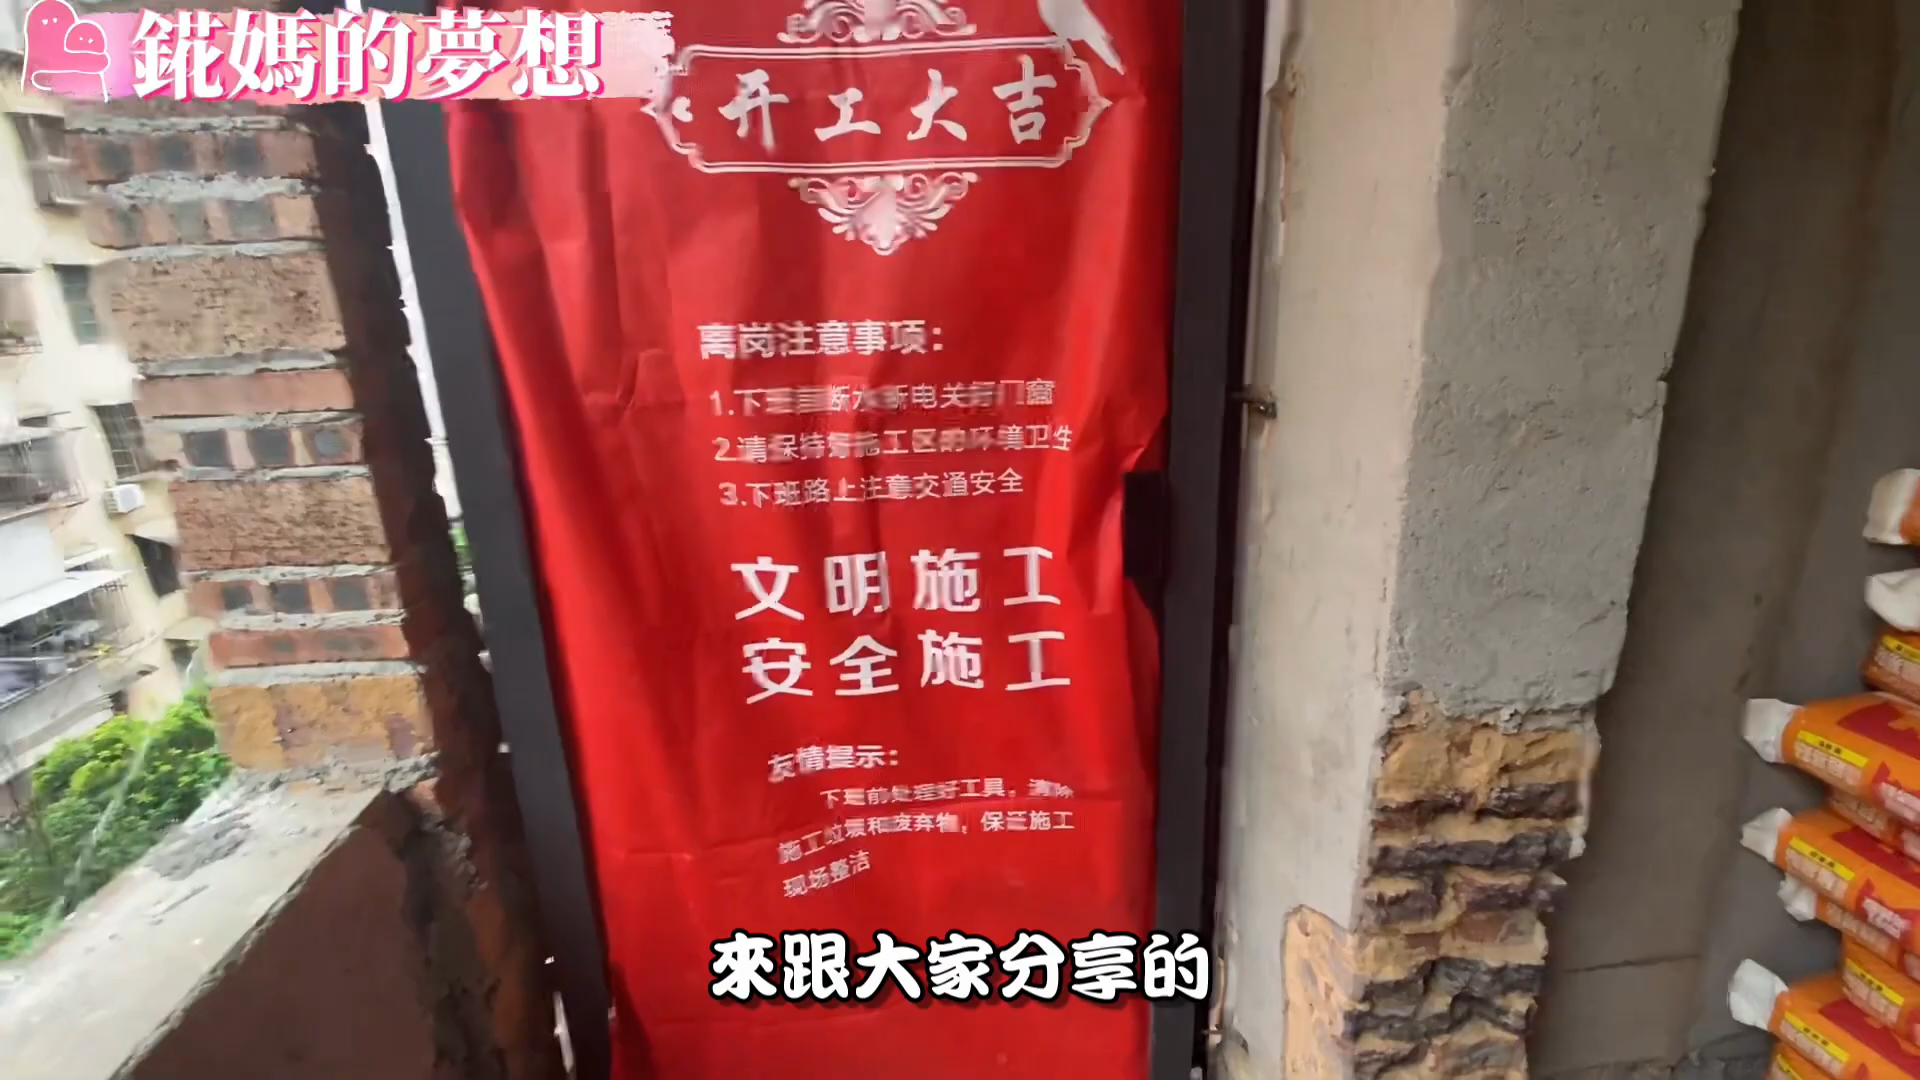 錵媽的夢想
开工大吉
离岗注意事项：
1.下班首断水断电关好门窗
2.请保持好施工区的环境卫生
3.下班路上注意交通安全
文明施工
安全施工
友情提示：
下班前处理好工具，清除
施工垃圾和废弃物，保证施工
现场整洁
來跟大家分享的